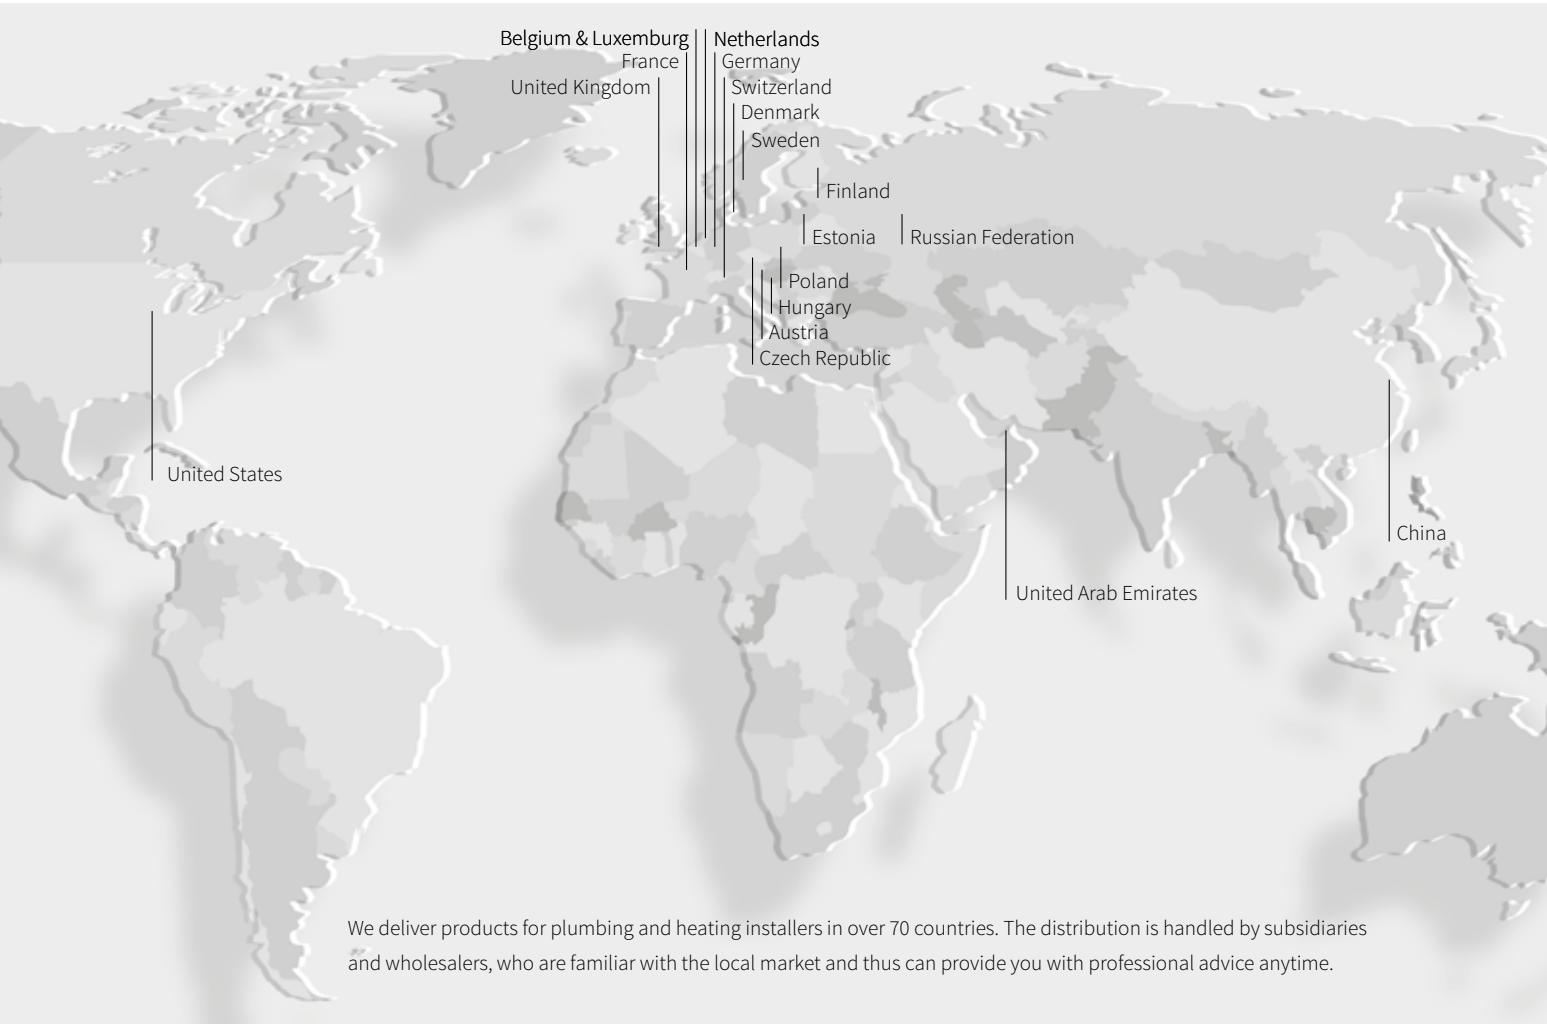 Belgium & Luxemburg
Netherlands
France
Germany
United Kingdom
Switzerland
Denmark
Sweden
Finland
Estonia
Russian Federation
Poland
Hungary
Austria
Czech Republic
United States
China
United Arab Emirates
We deliver products for plumbing and heating installers in over 70 countries. The distribution is handled by subsidiaries
and wholesalers, who are familiar with the local market and thus can provide you with professional advice anytime.